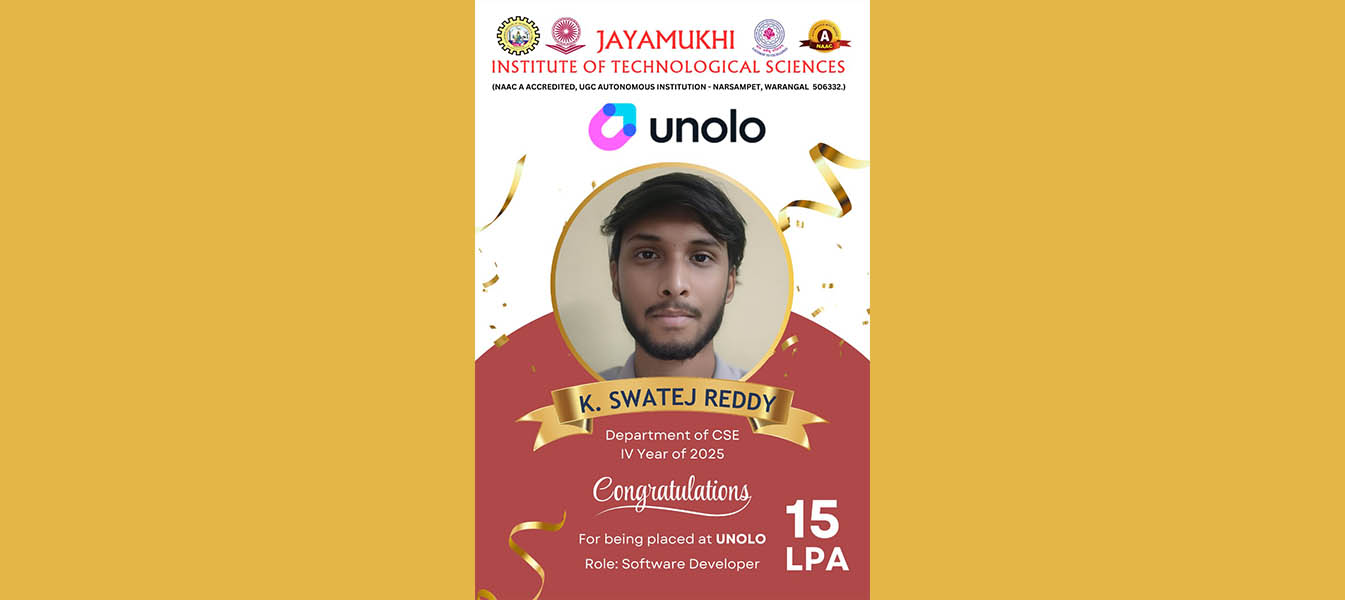 JAYAMUKHI
A
NAAC
INSTITUTE OF TECHNOLOGICAL SCIENCES
(NAAC A ACCREDITED, UGC AUTONOMOUS INSTITUTION - NARSAMPET, WARANGAL 506332.)
unolo
K. SWATEJ REDDY
Department of CSE
IV Year of 2025
Congratulations
For being placed at UNOLO
Role: Software Developer
15
LPA